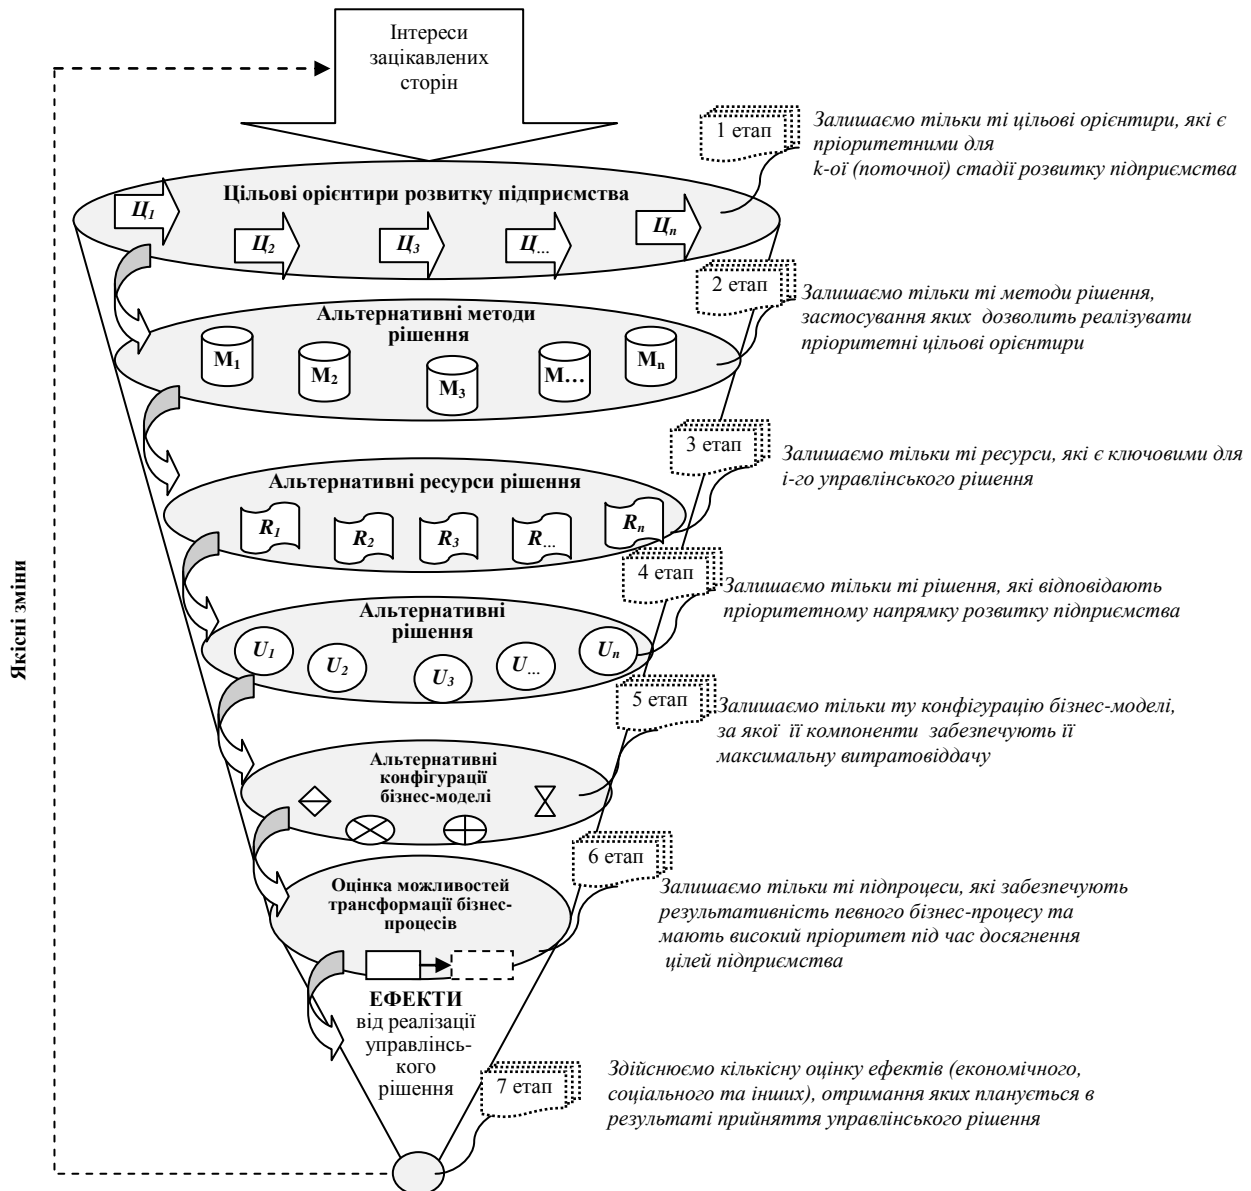 Інтереси
зацікавлених
сторін
1 етап
Залишаємо тільки ті цільові орієнтири, які є
пріоритетними для
k-ої (поточної) стадії розвитку підприємства
Цільові орієнтири розвитку підприємства
Ц1
Ц2
Ц3
Ц...
Цn
2 етап
Залишаємо тільки ті методи рішення,
застосування яких дозволить реалізувати
пріоритетні цільові орієнтири
Альтернативні методи
рішення
М1
М2
М3
М…
Мn
3 етап
Залишаємо тільки ті ресурси, які є ключовими для
і-го управлінського рішення
Альтернативні ресурси рішення
R1
R2
R3
R...
Rn
4 етап
Залишаємо тільки ті рішення, які відповідають
пріоритетному напрямку розвитку підприємства
Альтернативні
рішення
U1
U2
U3
U...
Un
Якісні зміни
5 етап
Залишаємо тільки ту конфігурацію бізнес-моделі,
за якої її компоненти забезпечують її
максимальну витратовіддачу
Альтернативні
конфігурації
бізнес-моделі
6 етап
Залишаємо тільки ті підпроцеси, які забезпечують
результативність певного бізнес-процесу та
мають високий пріоритет під час досягнення
цілей підприємства
Оцінка можливостей
трансформації бізнес-
процесів
ЕФЕКТИ
від реалізації
управлінсь-
кого
рішення
7 етап
Здійснюємо кількісну оцінку ефектів (економічного,
соціального та інших), отримання яких планується в
результаті прийняття управлінського рішення